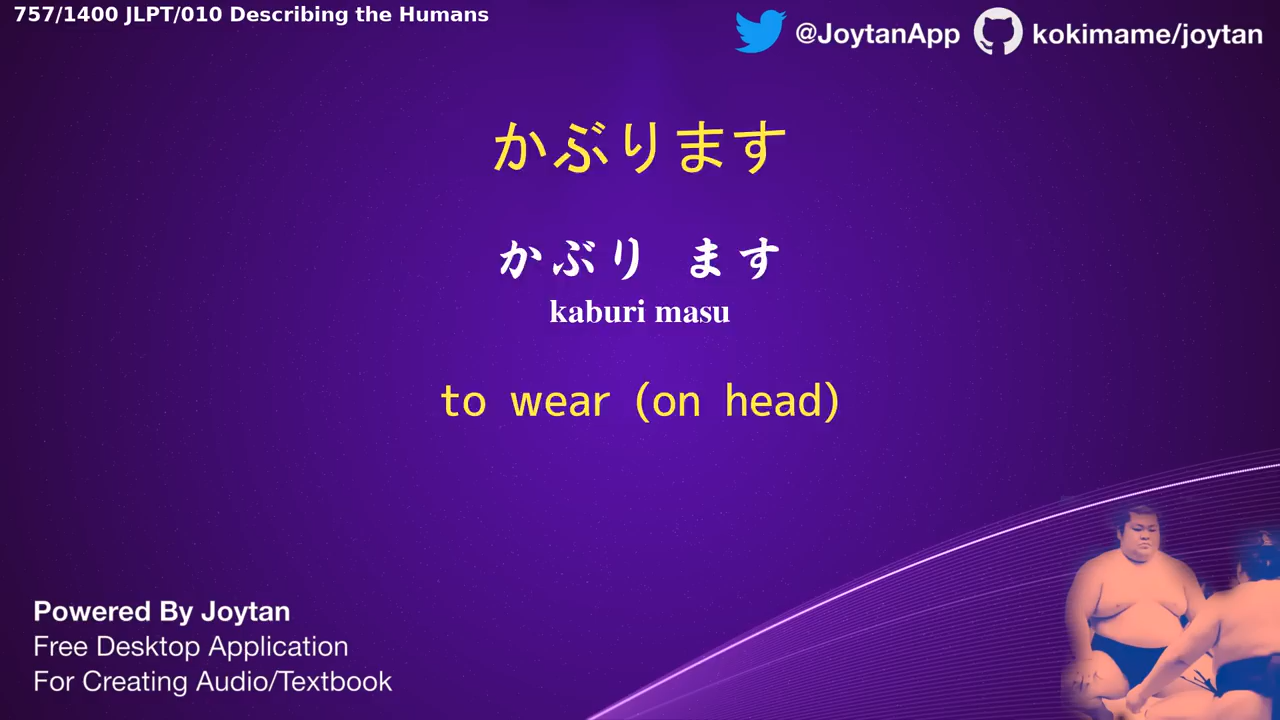 757/1400 JLPT/010 Describing the Humans
@JoytanApp kokimame/joytan
かぶります
かぶり ます
kaburi masu
to wear (on head)
Powered By Joytan
Free Desktop Application
For Creating Audio/Textbook